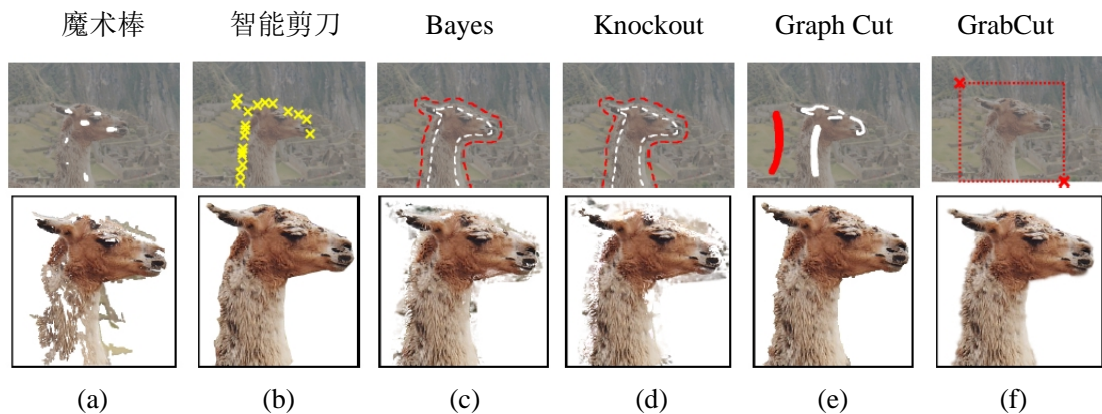 魔术棒 智能剪刀 Bayes Knockout Graph Cut GrabCut
(a) (b) (c) (d) (e) (f)